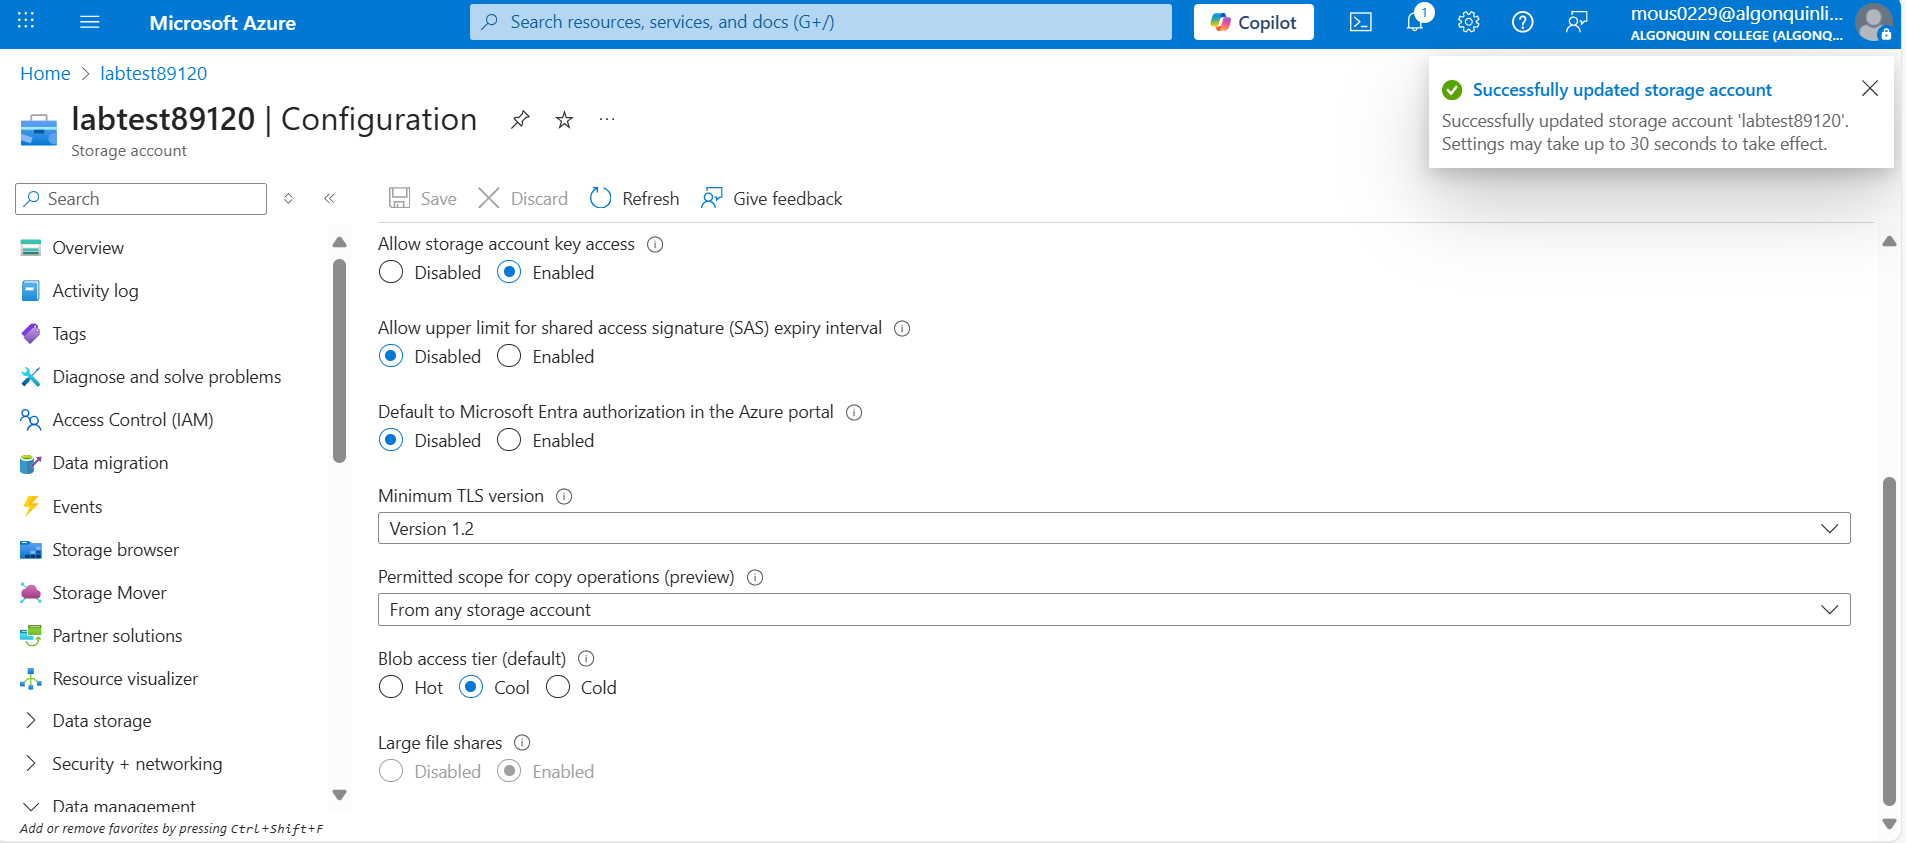 Microsoft Azure
Search resources, services, and docs (G+/)
Copilot
1
mous0229@algonquinli...
ALGONQUIN COLLEGE (ALGONQ...
Home > labtest89120
labtest89120 | Configuration
Storage account
Successfully updated storage account
Successfully updated storage account 'labtest89120'.
Settings may take up to 30 seconds to take effect.
Search
Save
Discard
Refresh
Give feedback
Overview
Activity log
Tags
Diagnose and solve problems
Access Control (IAM)
Data migration
Events
Storage browser
Storage Mover
Partner solutions
Resource visualizer
Data storage
Security + networking
Data management
Add or remove favorites by pressing Ctrl+Shift+F
Allow storage account key access
Disabled Enabled
Allow upper limit for shared access signature (SAS) expiry interval
Disabled Enabled
Default to Microsoft Entra authorization in the Azure portal
Disabled Enabled
Minimum TLS version
Version 1.2
Permitted scope for copy operations (preview)
From any storage account
Blob access tier (default)
Hot Cool Cold
Large file shares
Disabled Enabled